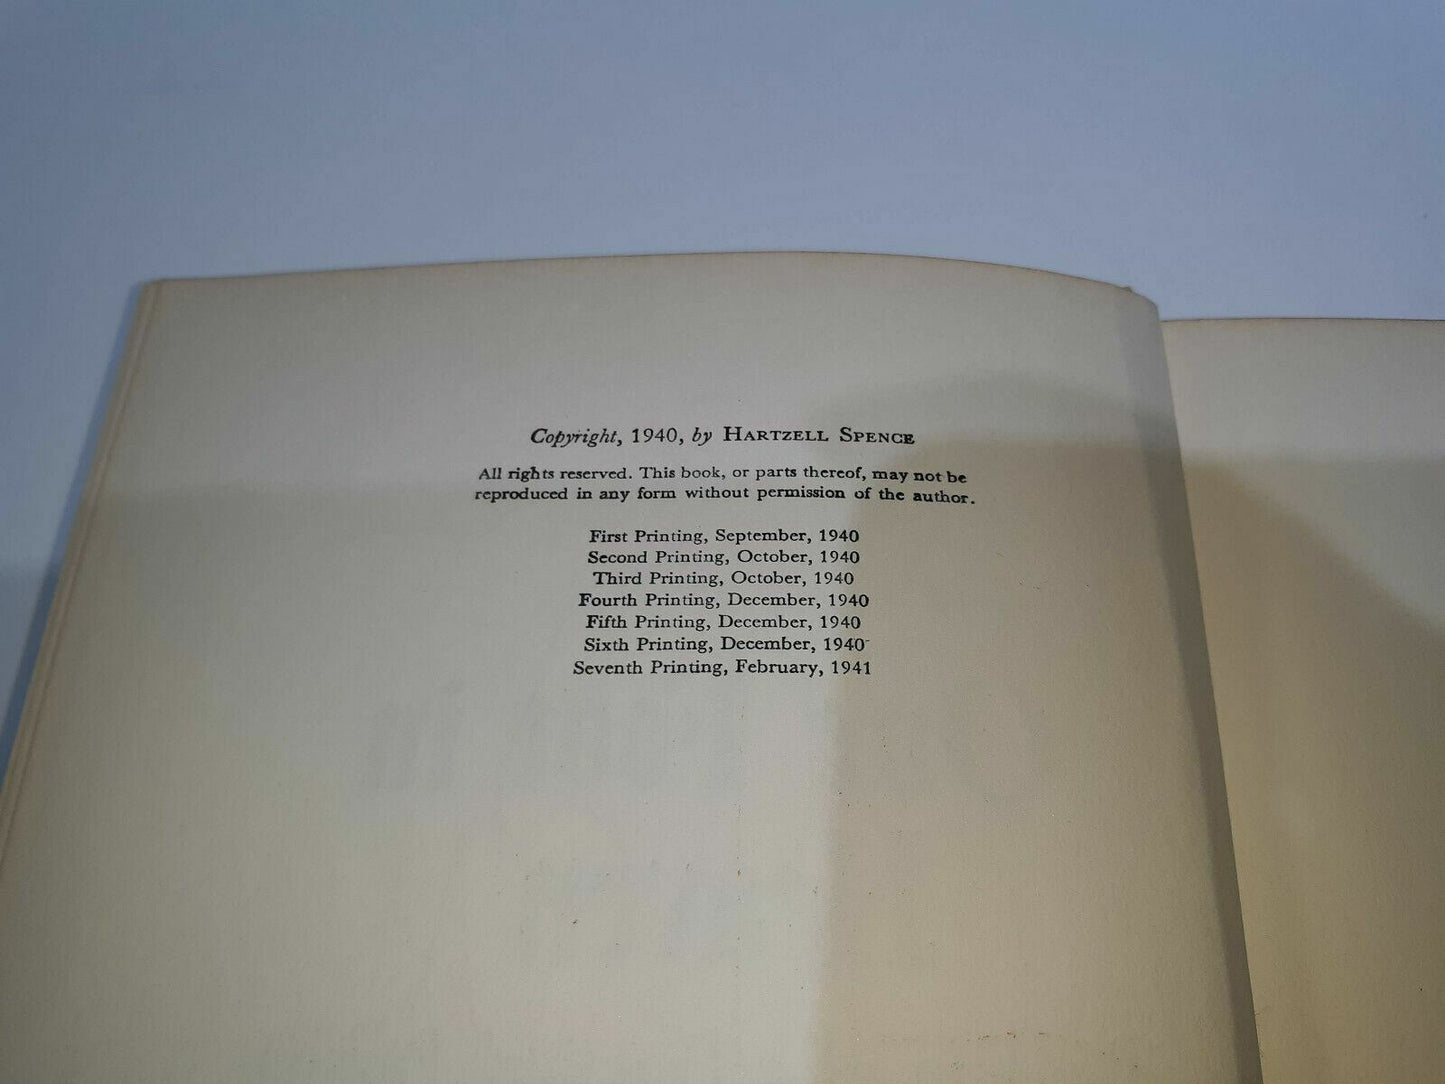 Copyright, 1940, by HARTZELL SPENCE
All rights reserved. This book, or parts thereof, may not be
reproduced in any form without permission of the author.
First Printing, September, 1940
Second Printing, October, 1940
Third Printing, October, 1940
Fourth Printing, December, 1940
Fifth Printing, December, 1940
Sixth Printing, December, 1940
Seventh Printing, February, 1941